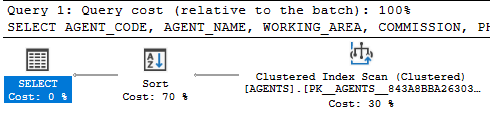 Query 1: Query cost (relative to the batch): 100%
SELECT AGENT_CODE, AGENT_NAME, WORKING_AREA, COMMISSION, PH
SELECT
Cost: 0 %
Sort
Cost: 70 %
Clustered Index Scan (Clustered)
[AGENTS].[PK__AGENTS__843A8BBA26303…
Cost: 30 %